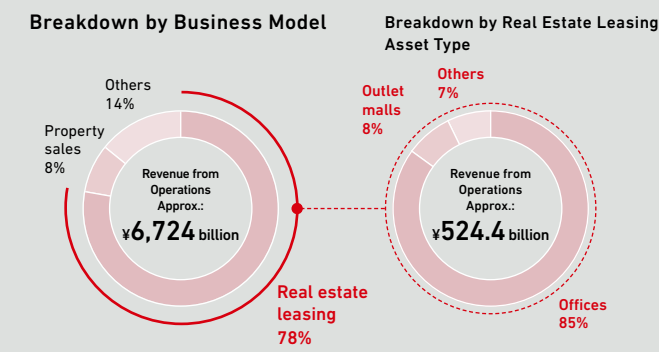 Breakdown by Business Model
Others
14%
Property
sales
8%
Revenue from
Operations
Approx.:
¥6,724 billion
Real estate
leasing
78%
Breakdown by Real Estate Leasing
Asset Type
Others
7%
Outlet
malls
8%
Revenue from
Operations
Approx.:
¥524.4 billion
Offices
85%